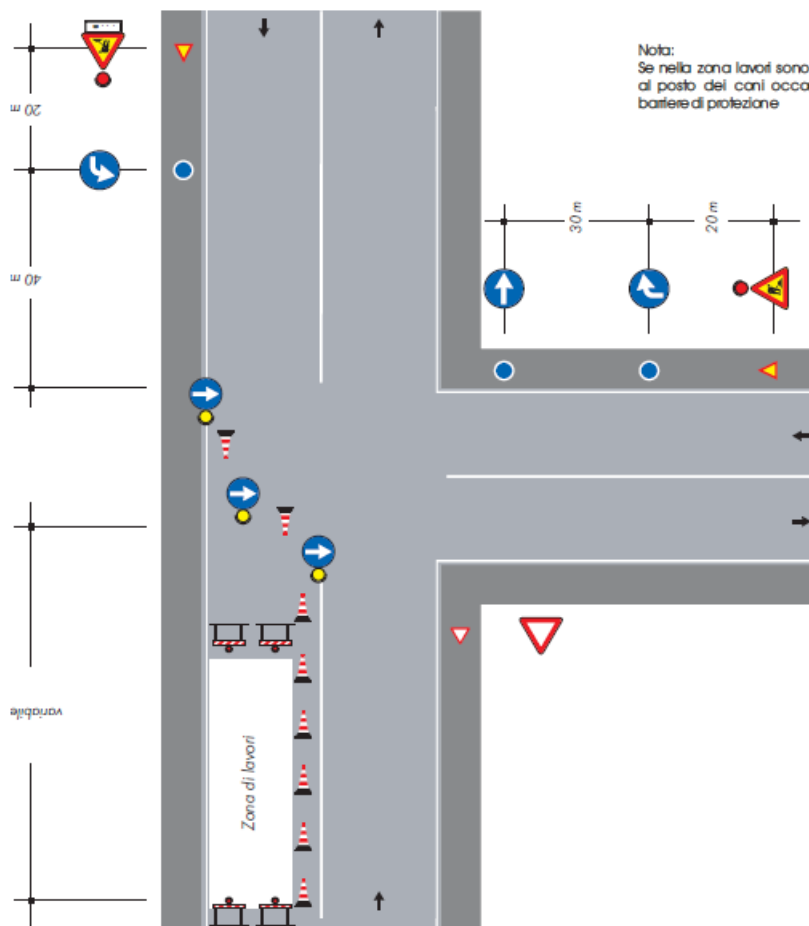 Nota:
Se nella zona lavori sono
al posto dei coni occa
barriere di protezione
20 m
40 m
30 m
20 m
variabile
Zona di lavori